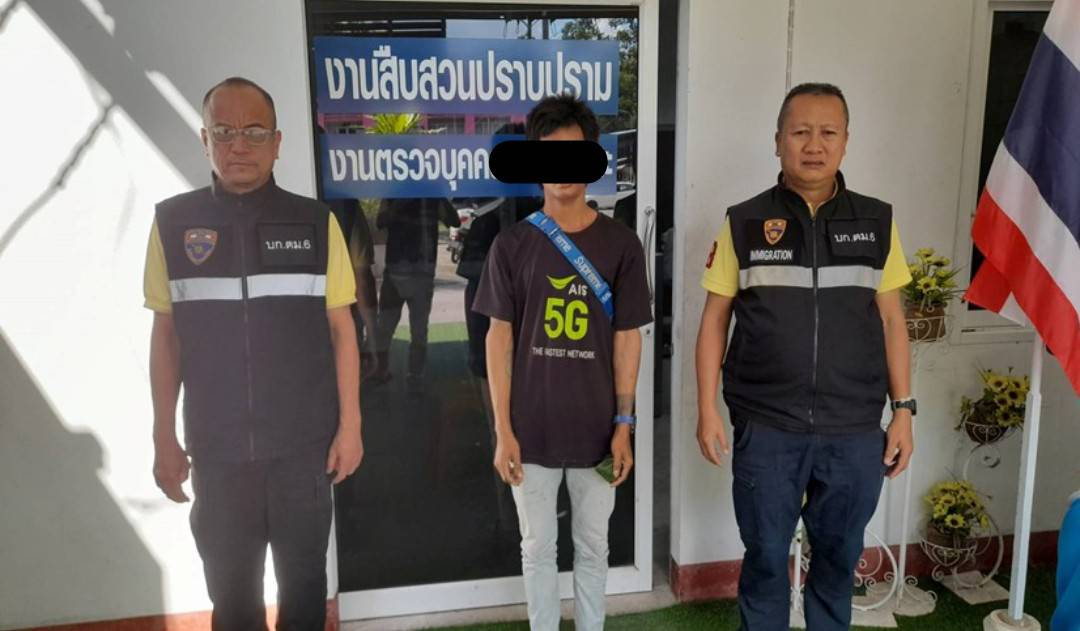 งานสืบสวนปราบปราม
งานตรวจบุคค
ะ
บก.ตม.6
AIS
5G
THE FASTEST NETWORK
Supreme
IMMIGRATION
บก.ตม.6